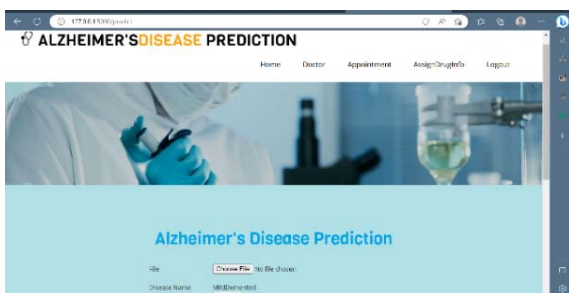 127.0.0.1:5000/predict
ALZHEIMER'SDISEASE PREDICTION
Home Doctor Appointment AssignDrugInfo Logout
Alzheimer's Disease Prediction
File Choose File No file chosen
Disease Name MildDemented